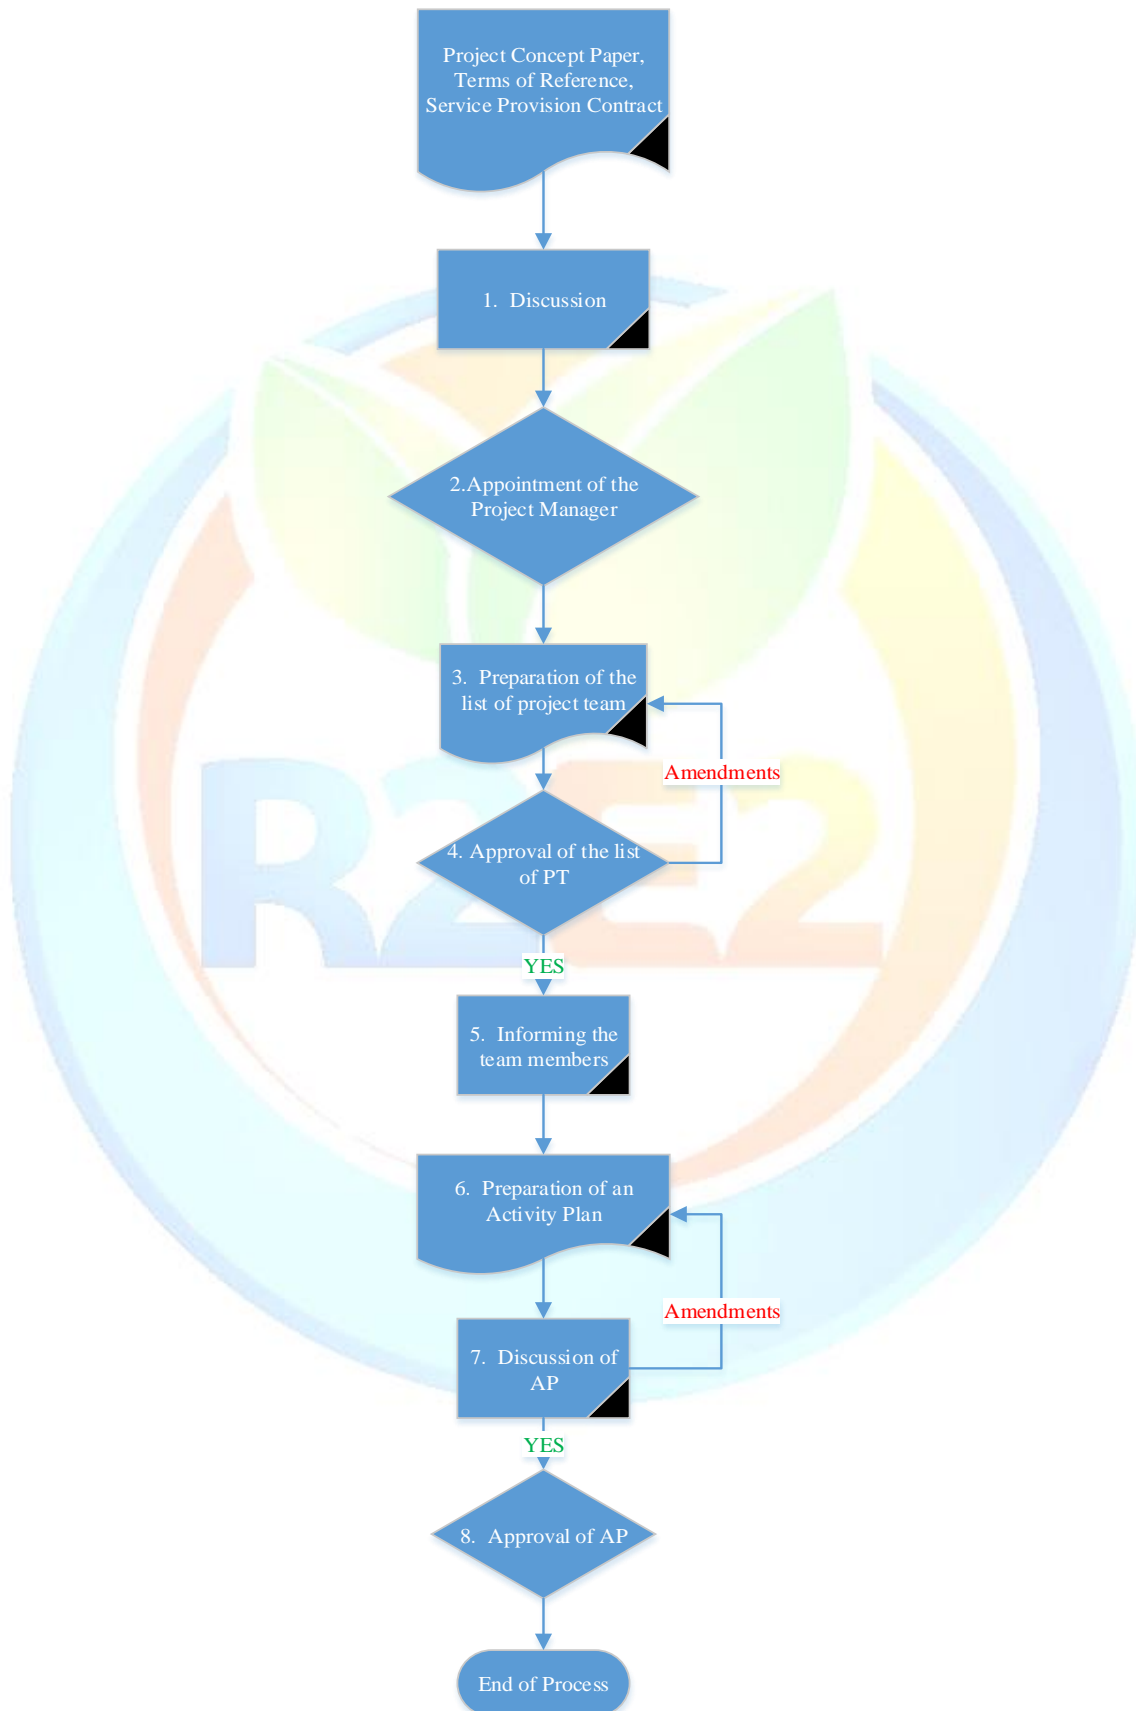 Project Concept Paper,
Terms of Reference,
Service Provision Contract
1. Discussion
2.Appointment of the
Project Manager
3. Preparation of the
list of project team
Amendments
4. Approval of the list
of PT
R2E2
YES
5. Informing the
team members
6. Preparation of an
Activity Plan
Amendments
7. Discussion of
AP
YES
8. Approval of AP
End of Process